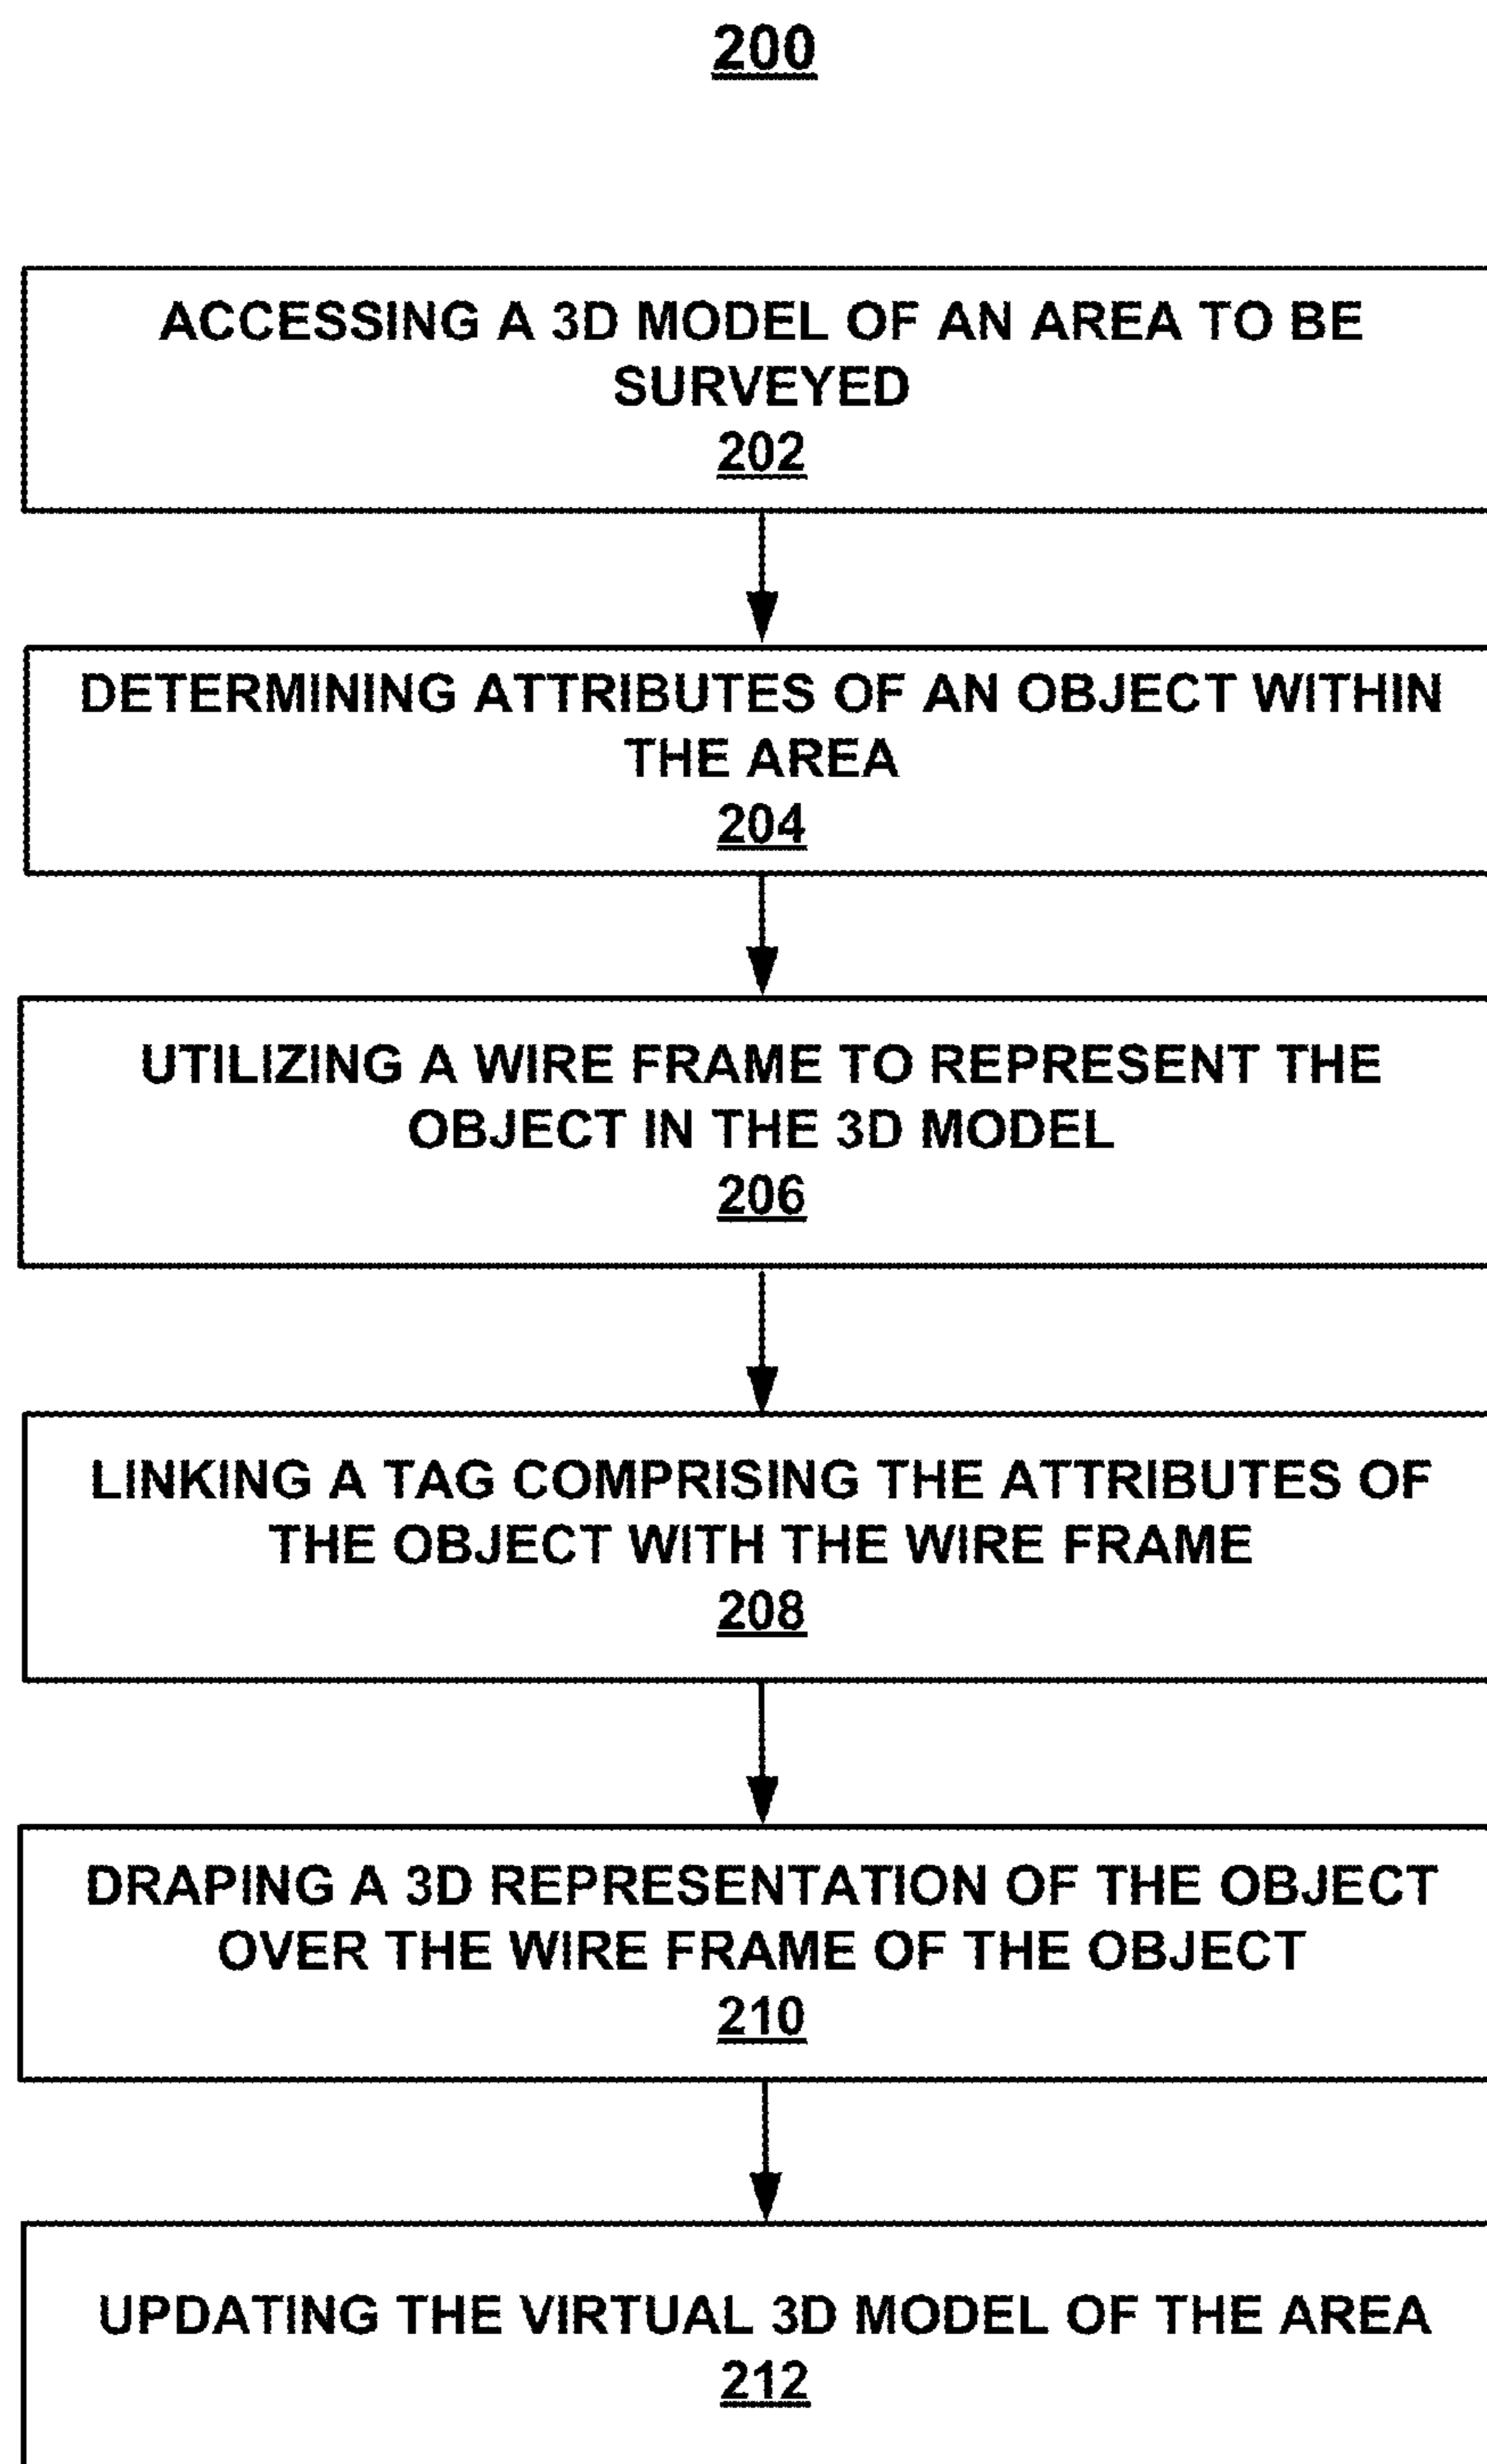 200
ACCESSING A 3D MODEL OF AN AREA TO BE
SURVEYED
202
DETERMINING ATTRIBUTES OF AN OBJECT WITHIN
THE AREA
204
UTILIZING A WIRE FRAME TO REPRESENT THE
OBJECT IN THE 3D MODEL
206
LINKING A TAG COMPRISING THE ATTRIBUTES OF
THE OBJECT WITH THE WIRE FRAME
208
DRAPING A 3D REPRESENTATION OF THE OBJECT
OVER THE WIRE FRAME OF THE OBJECT
210
UPDATING THE VIRTUAL 3D MODEL OF THE AREA
212